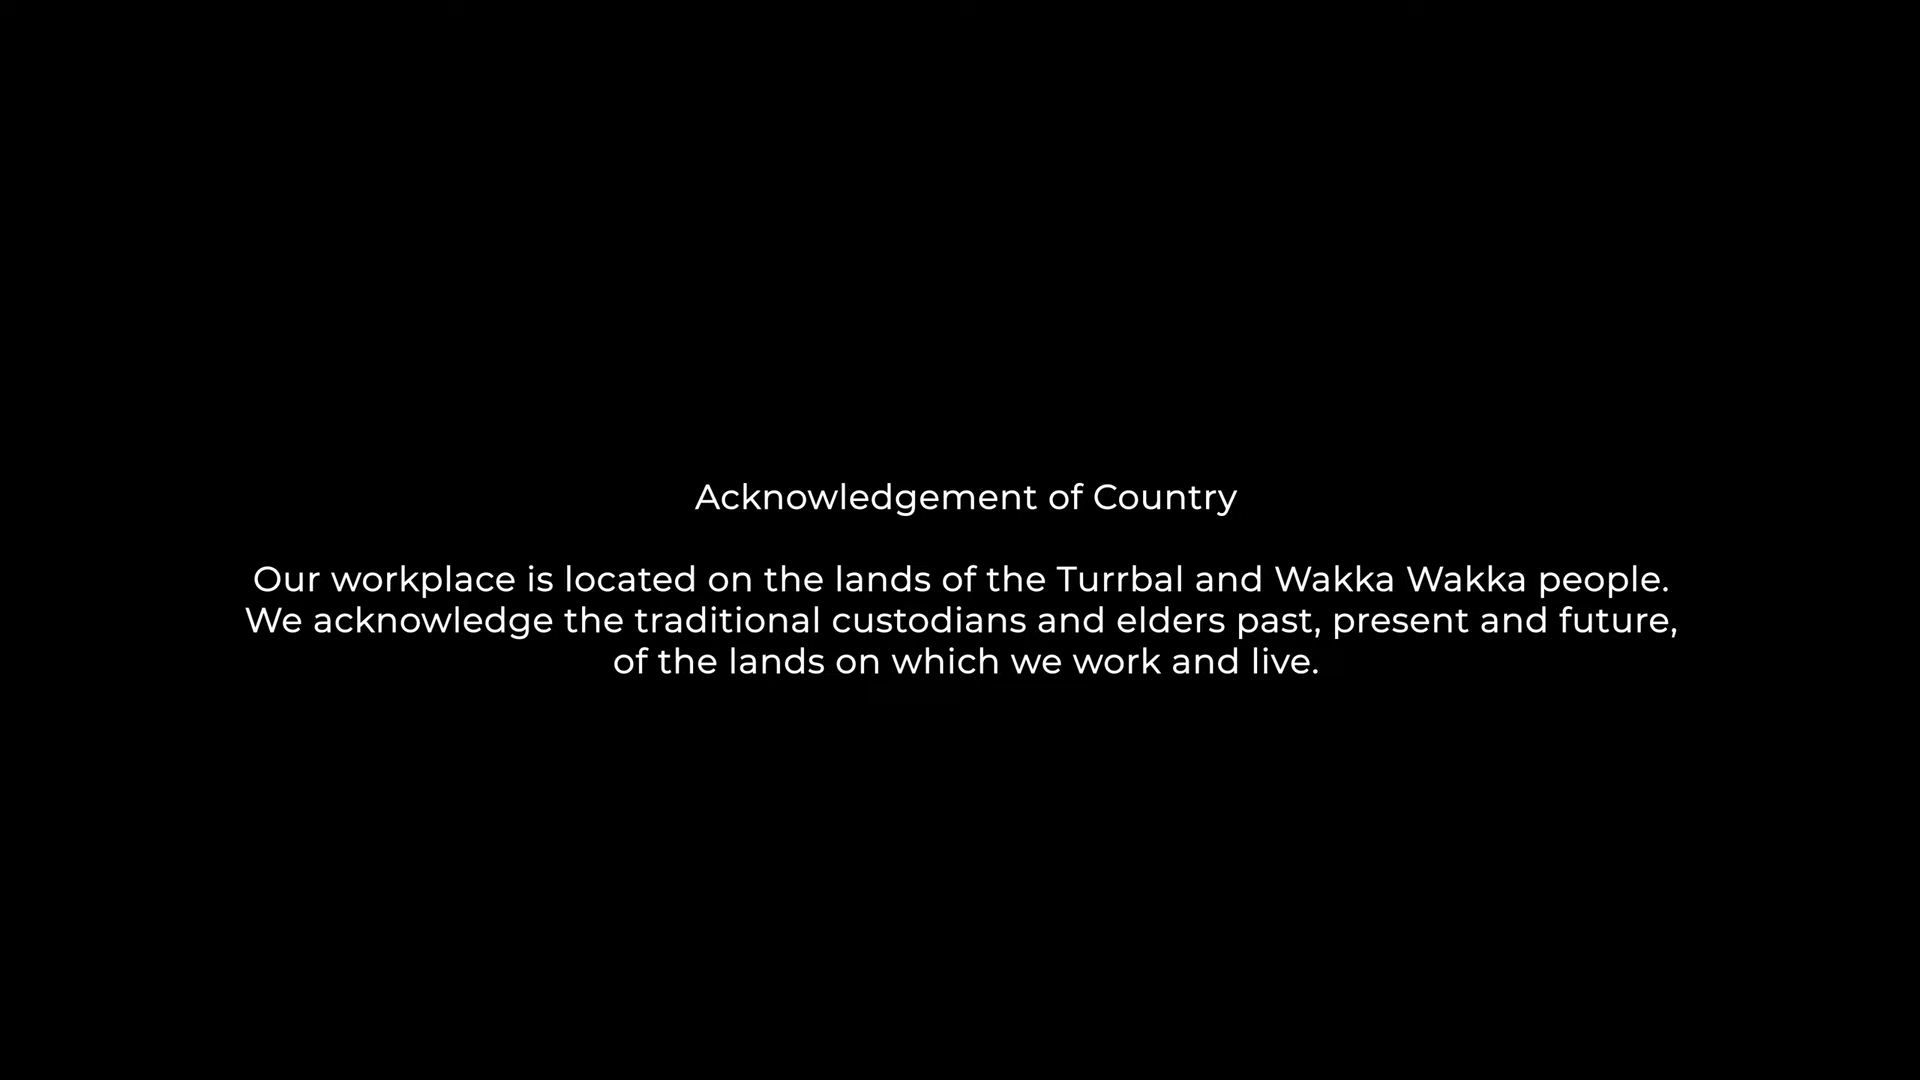 Acknowledgement of Country
Our workplace is located on the lands of the Turrbal and Wakka Wakka people.
We acknowledge the traditional custodians and elders past, present and future,
of the lands on which we work and live.